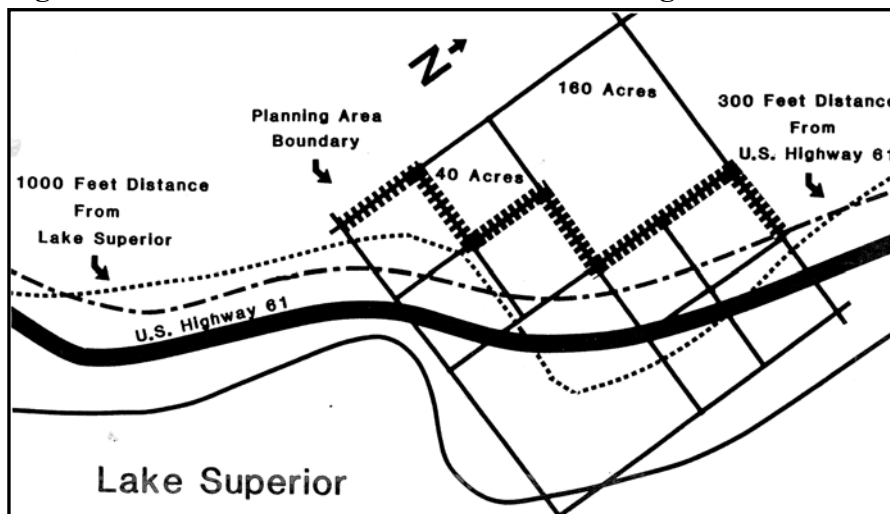 N
160 Acres
Planning Area
Boundary
300 Feet Distance
From
U.S. Highway 61
40 Acres
1000 Feet Distance
From
Lake Superior
U.S. Highway 61
Lake Superior